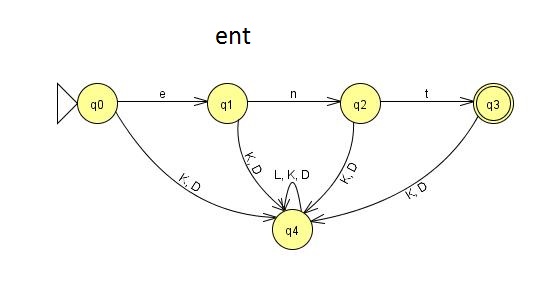 ent
q0 e q1 n q2 t q3
K, D K, D L, K, D K, D K, D
q4